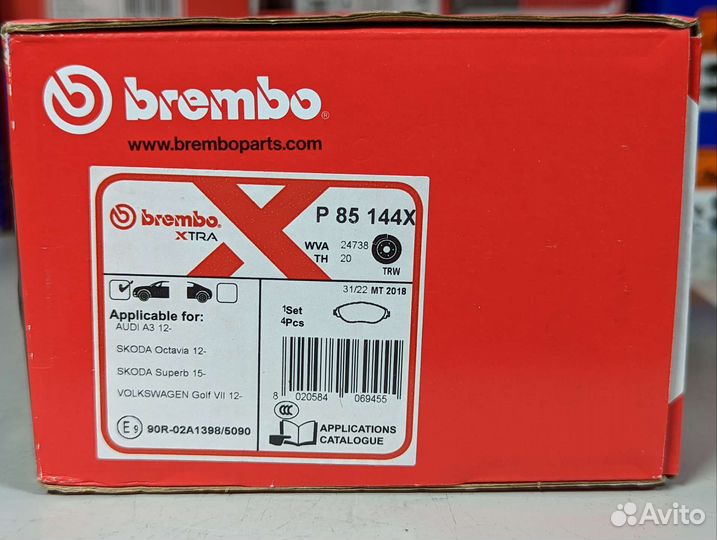 brembo®
www.bremboparts.com
brembo.
XTRA
P 85 144X
WVA 24738
TH 20
TRW
31/22 MT 2018
Applicable for:
AUDI A3 12-
SKODA Octavia 12-
SKODA Superb 15-
VOLKSWAGEN Golf VII 12-
1Set
4Pcs
8 020584 069455
CCC
E9 90R-02A1398/5090
APPLICATIONS
CATALOGUE
Avito